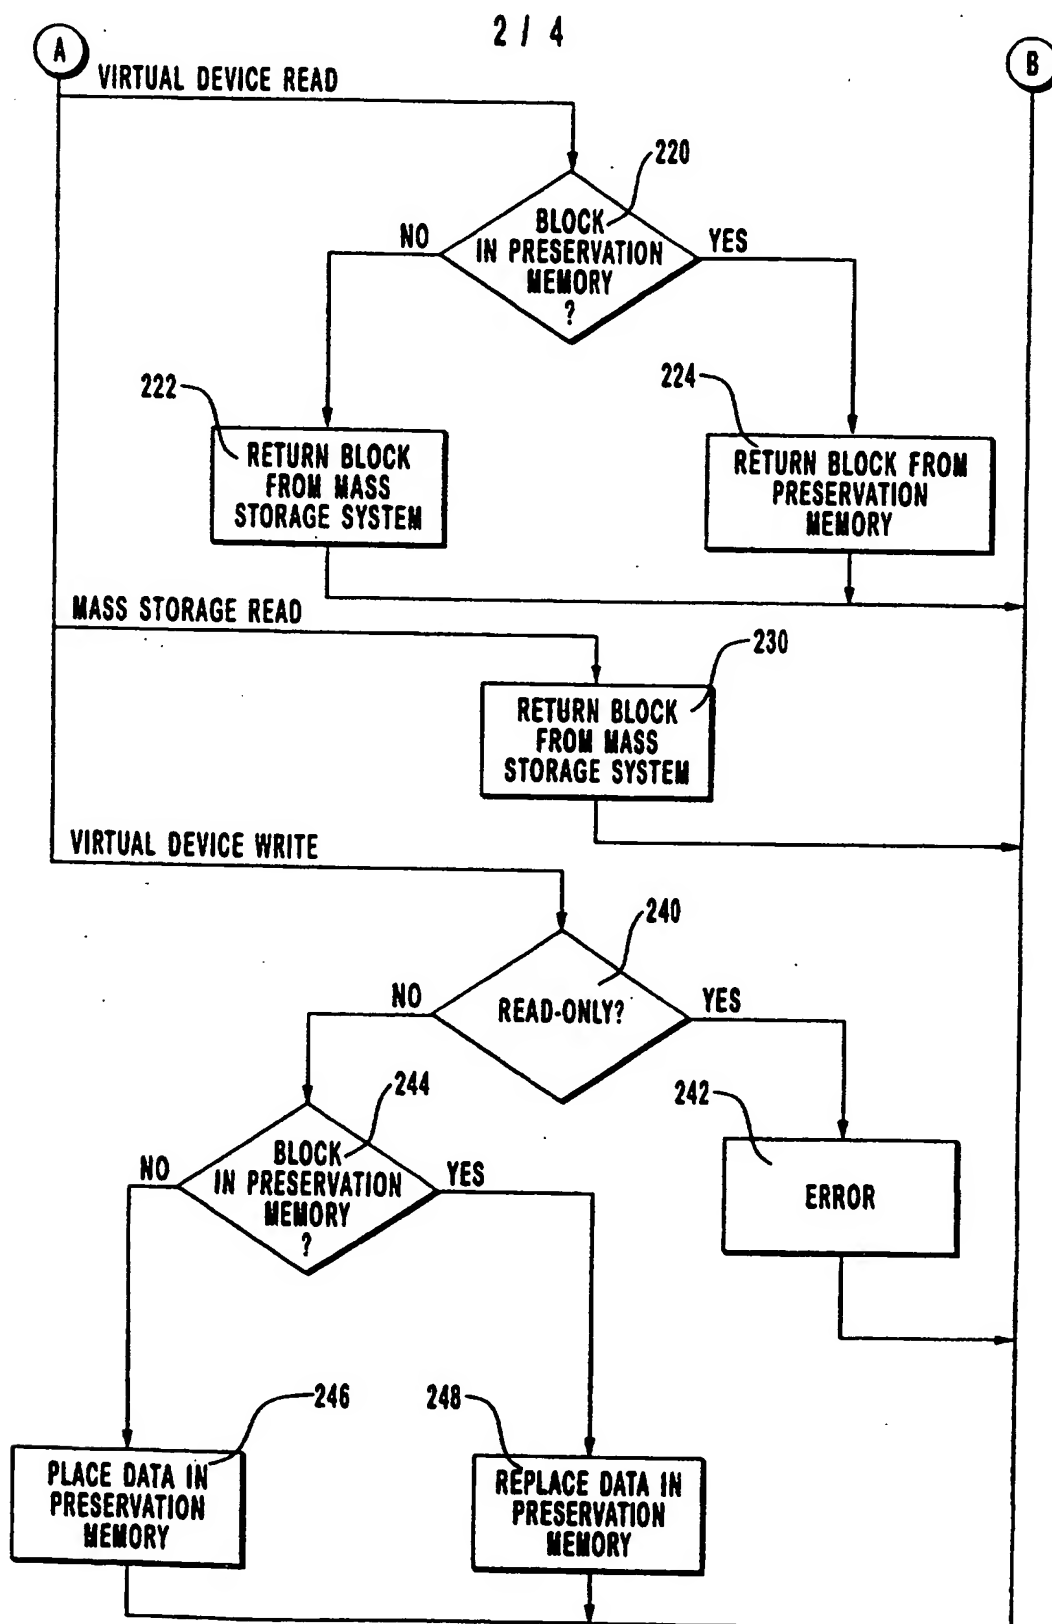 2 / 4
A
B
VIRTUAL DEVICE READ
220
BLOCK
IN PRESERVATION
MEMORY
?
NO
YES
222
RETURN BLOCK
FROM MASS
STORAGE SYSTEM
224
RETURN BLOCK FROM
PRESERVATION
MEMORY
MASS STORAGE READ
230
RETURN BLOCK
FROM MASS
STORAGE SYSTEM
VIRTUAL DEVICE WRITE
240
READ-ONLY?
NO
YES
244
BLOCK
IN PRESERVATION
MEMORY
?
NO
YES
242
ERROR
246
PLACE DATA IN
PRESERVATION
MEMORY
248
REPLACE DATA IN
PRESERVATION
MEMORY